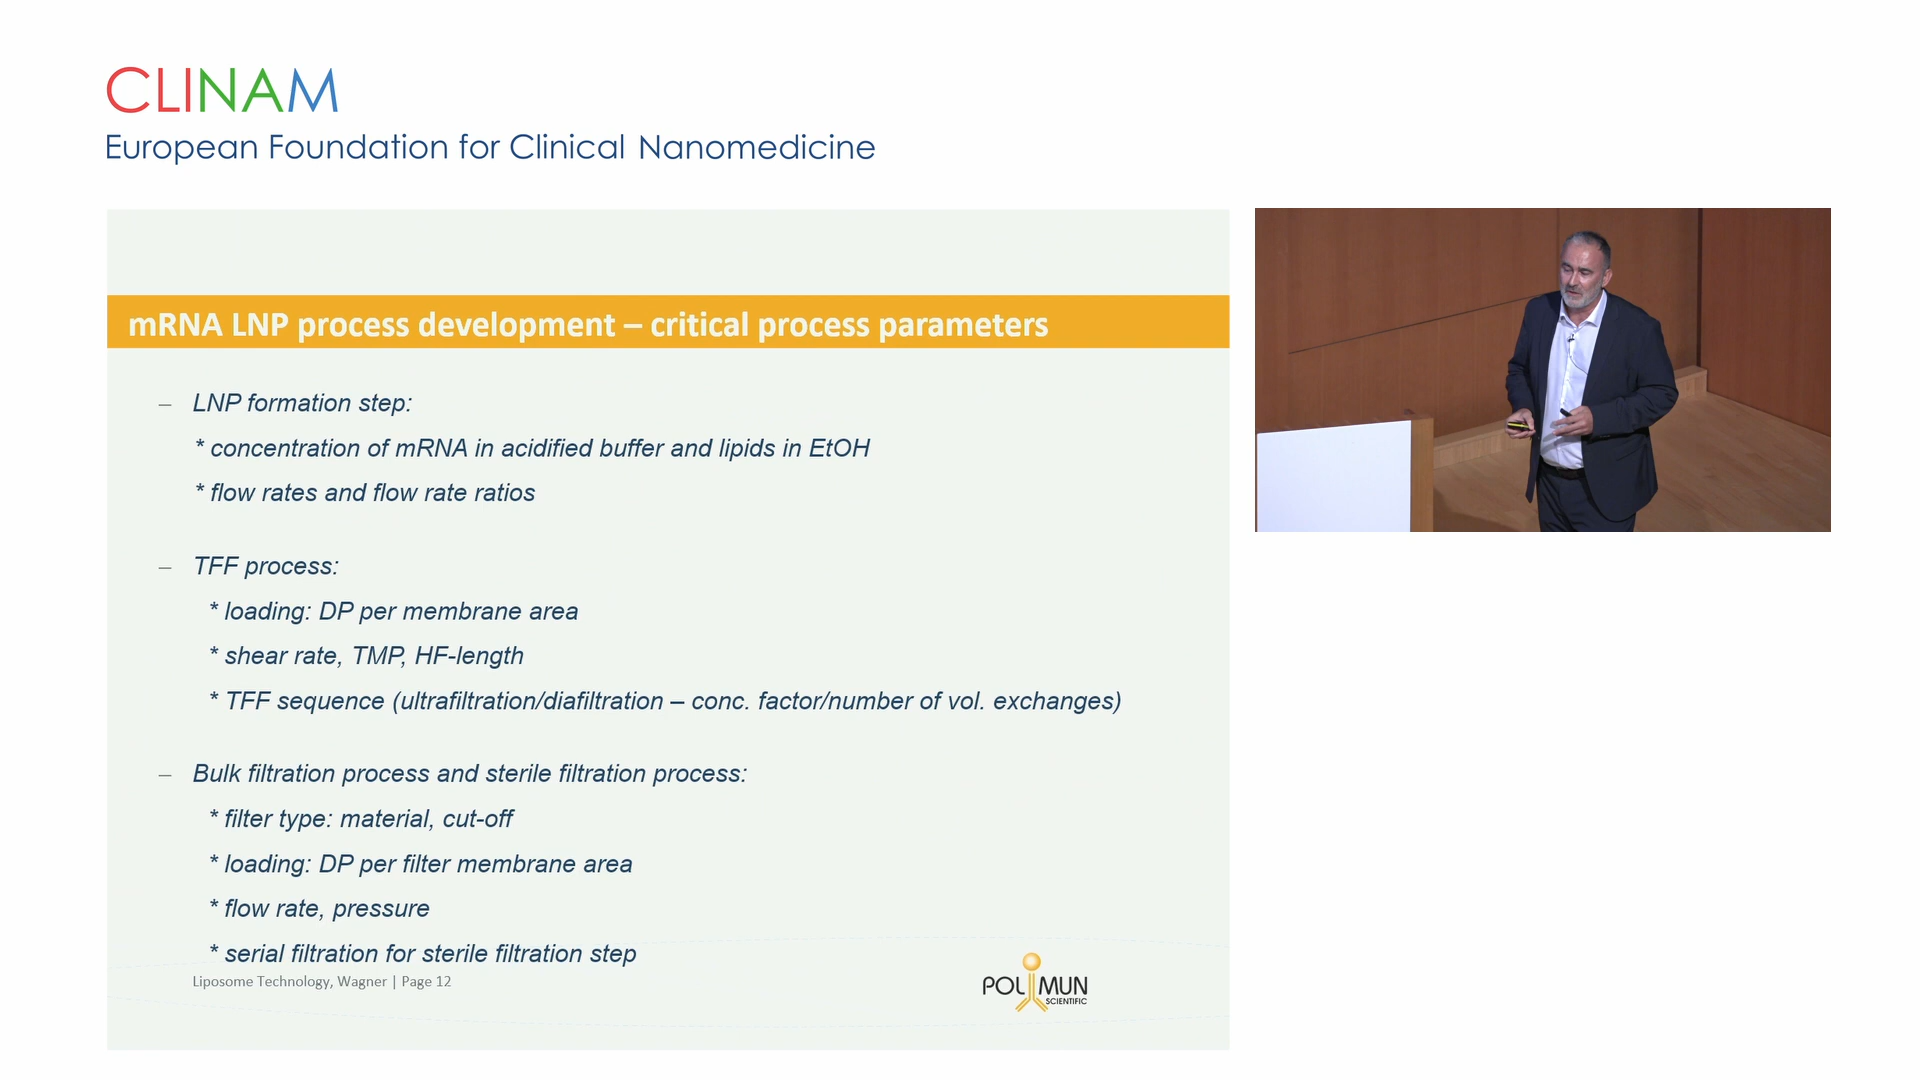 CLINAM
European Foundation for Clinical Nanomedicine
mRNA LNP process development – critical process parameters
– LNP formation step:
* concentration of mRNA in acidified buffer and lipids in EtOH
* flow rates and flow rate ratios
– TFF process:
* loading: DP per membrane area
* shear rate, TMP, HF-length
* TFF sequence (ultrafiltration/diafiltration – conc. factor/number of vol. exchanges)
– Bulk filtration process and sterile filtration process:
* filter type: material, cut-off
* loading: DP per filter membrane area
* flow rate, pressure
* serial filtration for sterile filtration step
Liposome Technology, Wagner | Page 12
POLYMUN
SCIENTIFIC